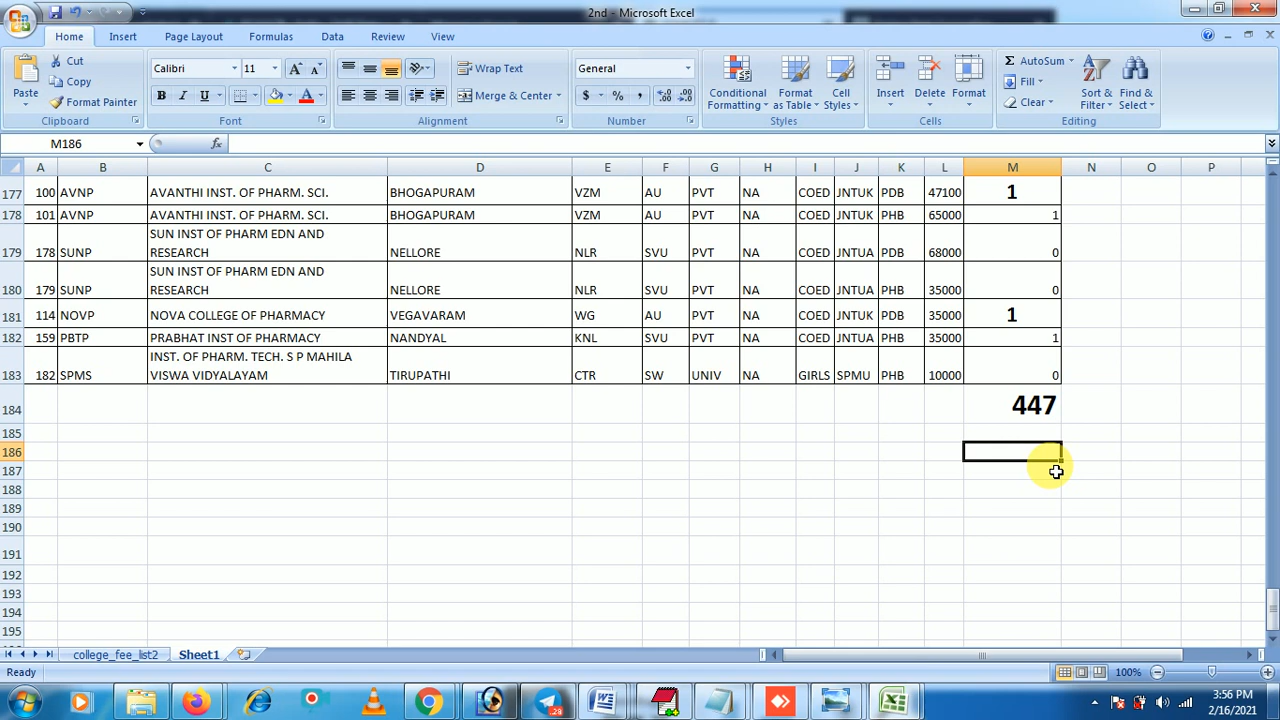 2nd - Microsoft Excel
Home Insert Page Layout Formulas Data Review View
Paste Cut Copy Format Painter Clipboard
Calibri 11 A A B I U A Font
Wrap Text Merge & Center Alignment
General $ % , .0 .00 .00 .0 Number
Conditional Formatting Format as Table Cell Styles Styles
Insert Delete Format Cells
Σ AutoSum Fill Clear Sort & Filter Find & Select Editing
M186 fx
A B C D E F G H I J K L M N O P
177 100 AVNP AVANTHI INST. OF PHARM. SCI. BHOGAPURAM VZM AU PVT NA COED JNTUK PDB 47100 1
178 101 AVNP AVANTHI INST. OF PHARM. SCI. BHOGAPURAM VZM AU PVT NA COED JNTUK PHB 65000 1
SUN INST OF PHARM EDN AND
179 178 SUNP RESEARCH NELLORE NLR SVU PVT NA COED JNTUA PDB 68000 0
SUN INST OF PHARM EDN AND
180 179 SUNP RESEARCH NELLORE NLR SVU PVT NA COED JNTUA PHB 35000 0
181 114 NOVP NOVA COLLEGE OF PHARMACY VEGAVARAM WG AU PVT NA COED JNTUK PDB 35000 1
182 159 PBTP PRABHAT INST OF PHARMACY NANDYAL KNL SVU PVT NA COED JNTUA PHB 35000 1
INST. OF PHARM. TECH. S P MAHILA
183 182 SPMS VISWA VIDYALAYAM TIRUPATHI CTR SW UNIV NA GIRLS SPMU PHB 10000 0
184 447
185
186
187
188
189
190
191
192
193
194
195
college_fee_list2 Sheet1
Ready 100%
3:56 PM
2/16/2021